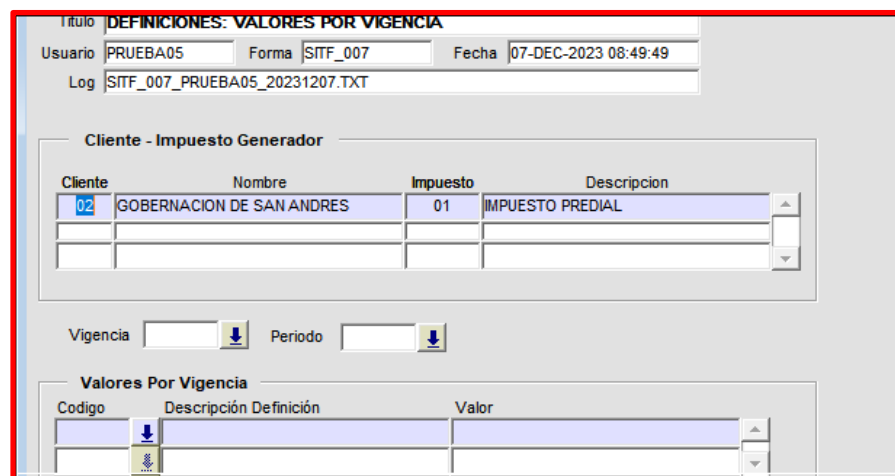 Titulo DEFINICIONES: VALORES POR VIGENCIA
Usuario PRUEBA05 Forma SITF_007 Fecha 07-DEC-2023 08:49:49
Log SITF_007_PRUEBA05_20231207.TXT
Cliente - Impuesto Generador
Cliente Nombre Impuesto Descripcion
02 GOBERNACION DE SAN ANDRES 01 IMPUESTO PREDIAL
Vigencia Periodo
Valores Por Vigencia
Codigo Descripción Definición Valor